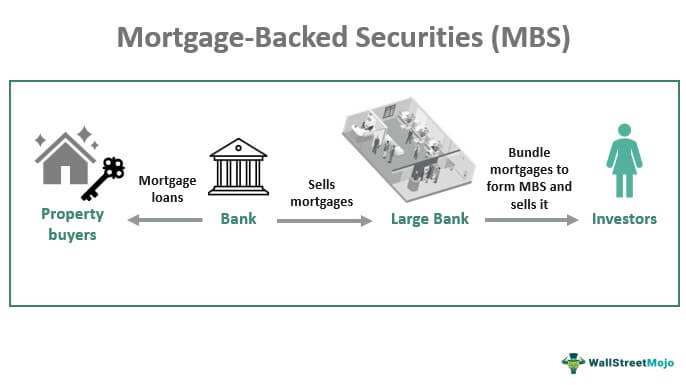 Mortgage-Backed Securities (MBS)
Mortgage
loans
Sells
mortgages
Bundle
mortgages to
form MBS and
sells it
Property
buyers
Bank
Large Bank
Investors
WallStreetMojo